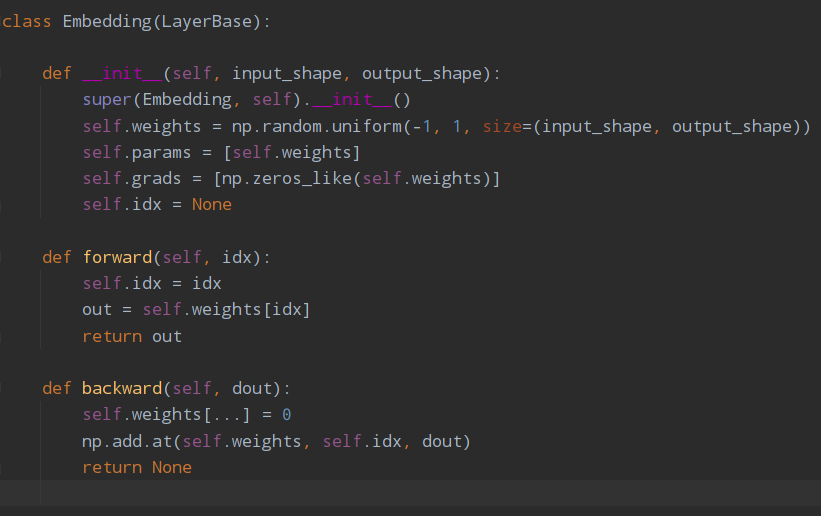 class Embedding(LayerBase):
def __init__(self, input_shape, output_shape):
super(Embedding, self).__init__()
self.weights = np.random.uniform(-1, 1, size=(input_shape, output_shape))
self.params = [self.weights]
self.grads = [np.zeros_like(self.weights)]
self.idx = None
def forward(self, idx):
self.idx = idx
out = self.weights[idx]
return out
def backward(self, dout):
self.weights[...] = 0
np.add.at(self.weights, self.idx, dout)
return None